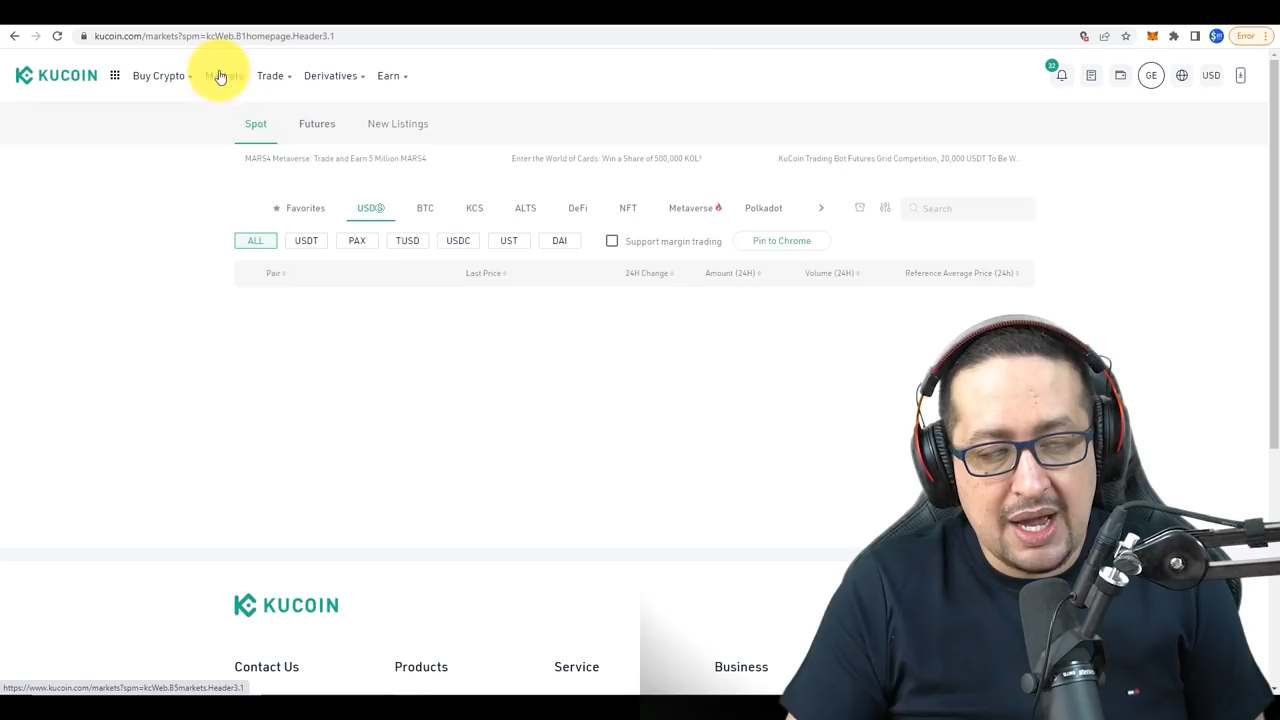 kucoin.com/markets?spm=kcWeb.B1homepage.Header3.1
Error
KUCOIN
Buy Crypto
Markets
Trade
Derivatives
Earn
32
GE
USD
Spot
Futures
New Listings
MARS4 Metaverse: Trade and Earn 5 Million MARS4
Enter the World of Cards: Win a Share of 500,000 KOL!
KuCoin Trading Bot Futures Grid Competition, 20,000 USDT To Be W...
Favorites
USDⓈ
BTC
KCS
ALTS
DeFi
NFT
Metaverse
Polkadot
Search
ALL
USDT
PAX
TUSD
USDC
UST
DAI
Support margin trading
Pin to Chrome
Pair
Last Price
24H Change
Amount (24H)
Volume (24H)
Reference Average Price (24h)
KUCOIN
Contact Us
Products
Service
Business
https://www.kucoin.com/markets?spm=kcWeb.B5markets.Header3.1